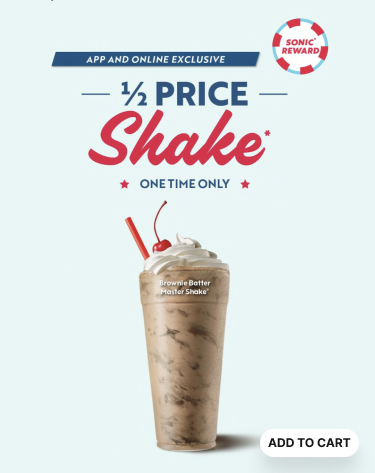 SONIC®
REWARD
APP AND ONLINE EXCLUSIVE
½ PRICE
Shake*
ONE TIME ONLY
Brownie Batter
Master Shake®
ADD TO CART